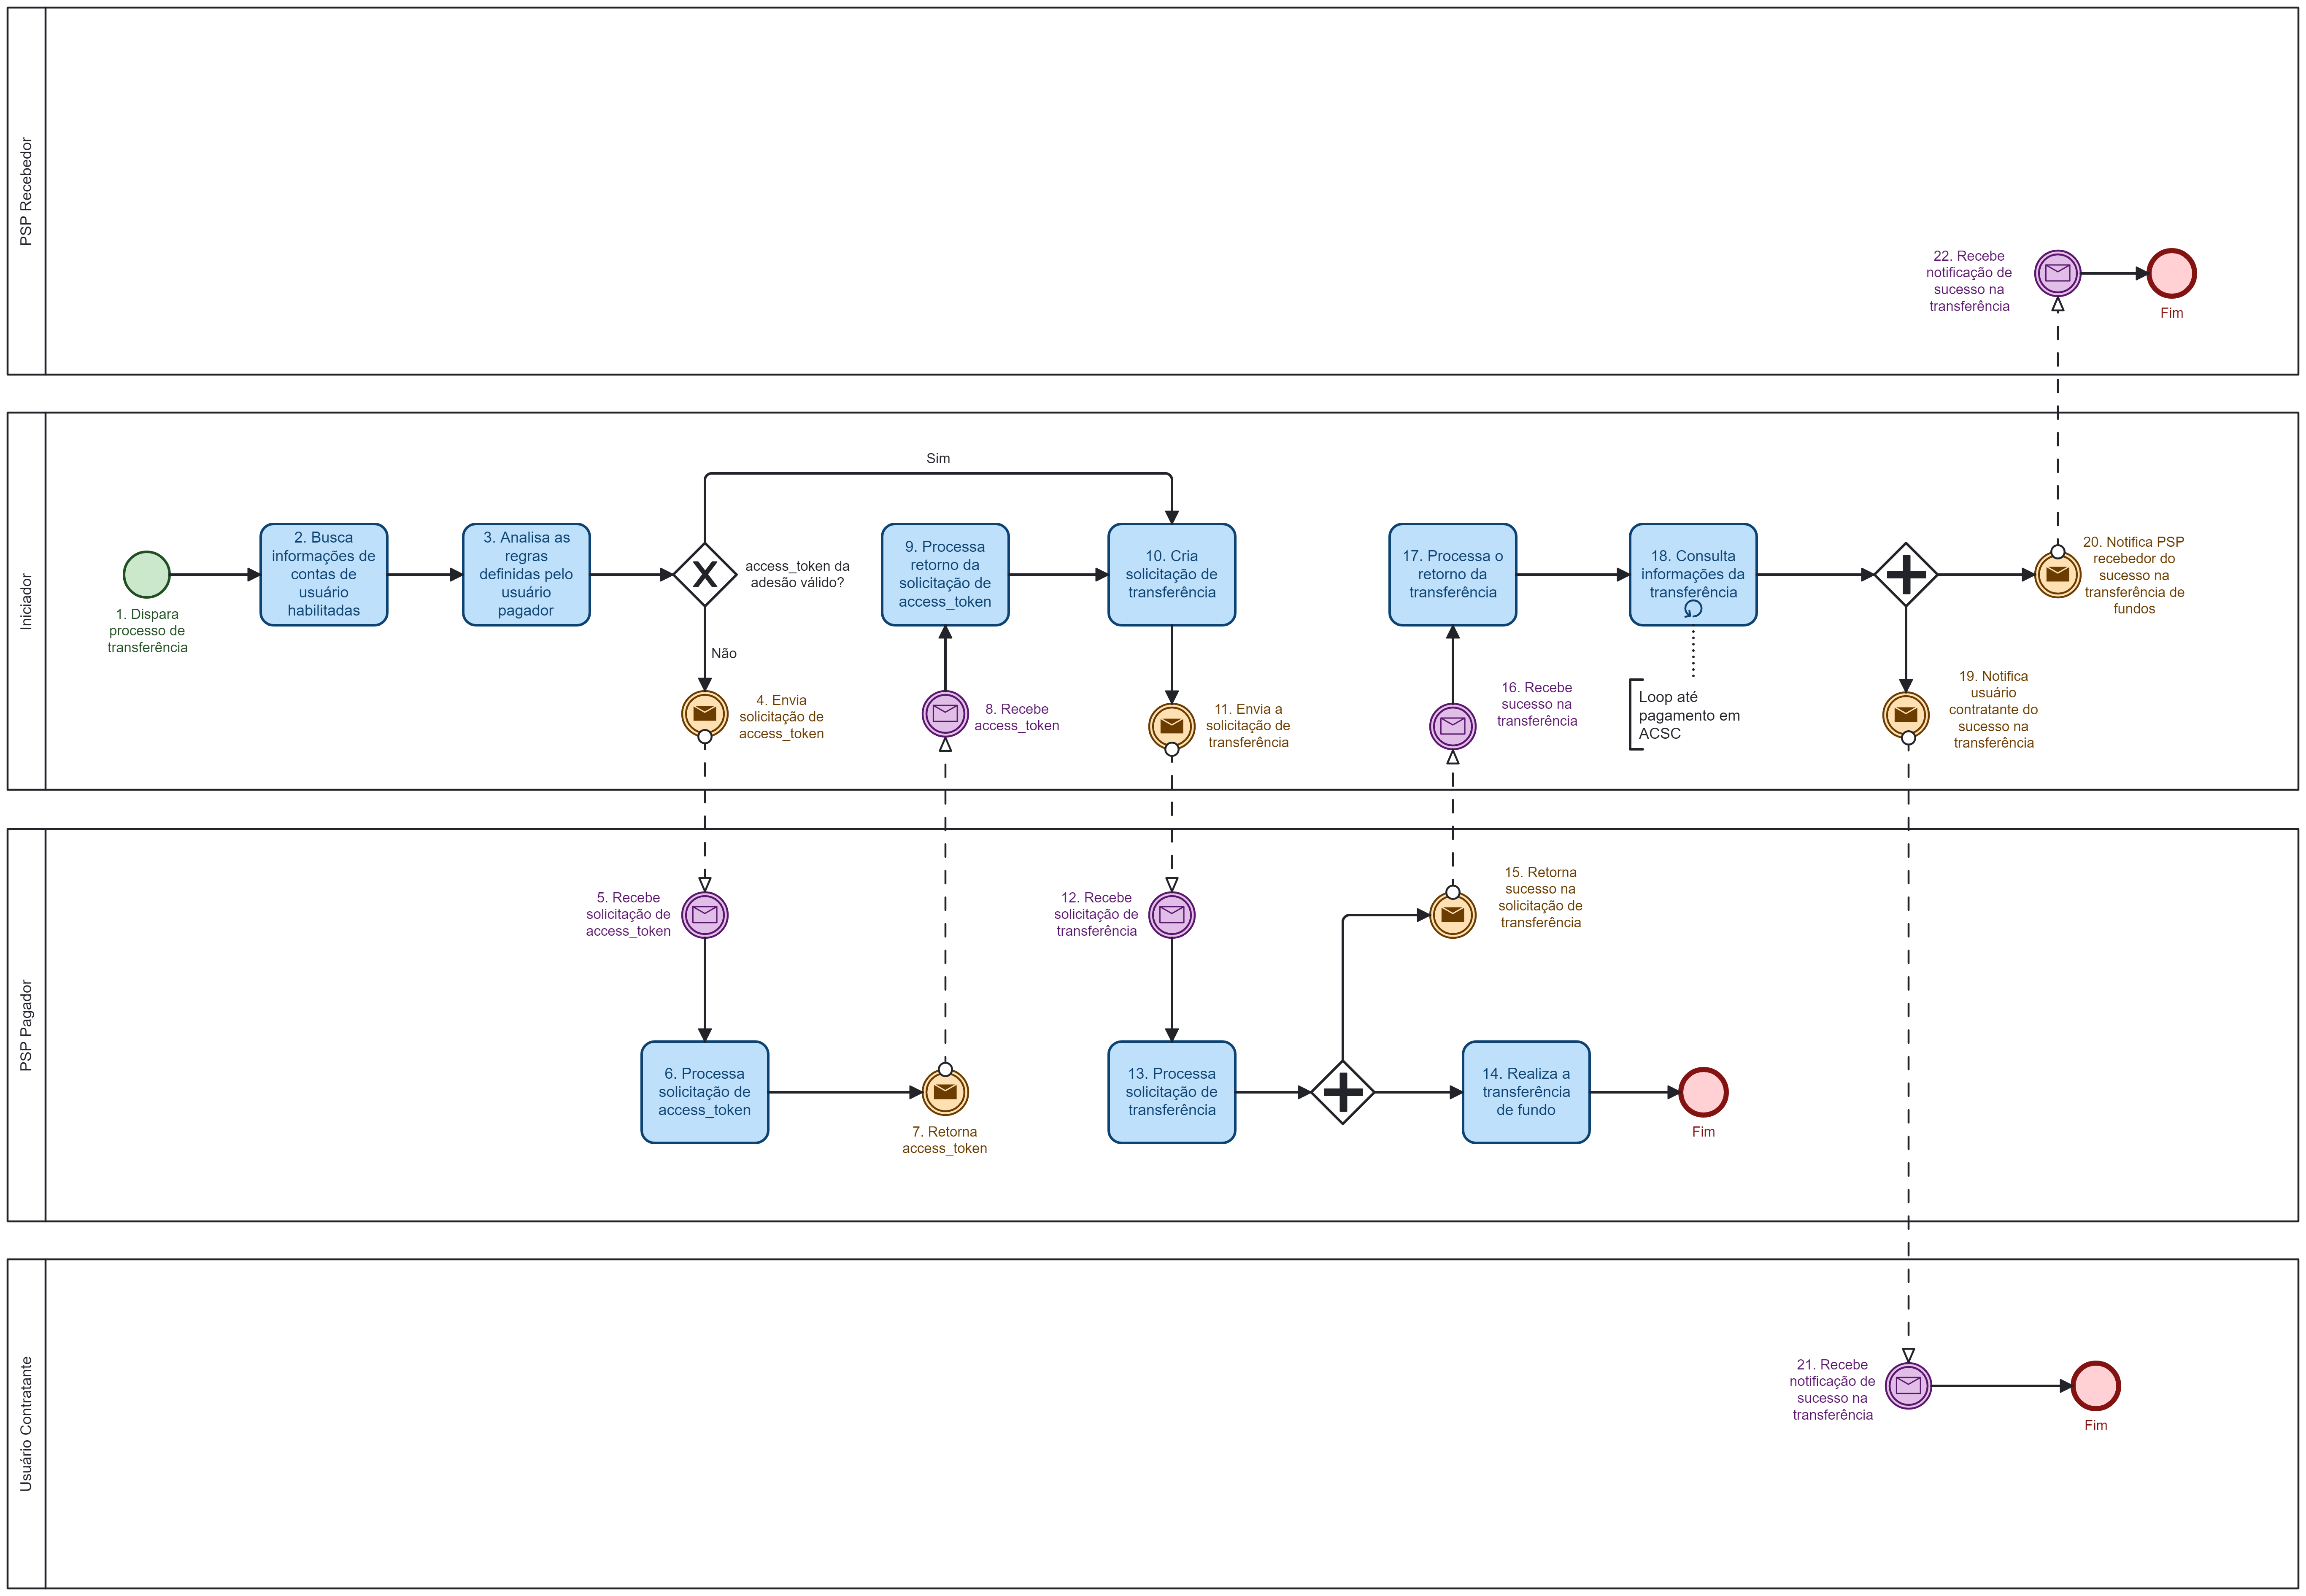 PSP Recebedor
22. Recebe
notificação de
sucesso na
transferência
Fim
Iniciador
1. Dispara
processo de
transferência
2. Busca
informações de
contas de
usuário
habilitadas
3. Analisa as
regras
definidas pelo
usuário
pagador
access_token da
adesão válido?
Sim
Não
4. Envia
solicitação de
access_token
8. Recebe
access_token
9. Processa
retorno da
solicitação de
access_token
10. Cria
solicitação de
transferência
11. Envia a
solicitação de
transferência
16. Recebe
sucesso na
transferência
17. Processa o
retorno da
transferência
18. Consulta
informações da
transferência
Loop até
pagamento em
ACSC
19. Notifica
usuário
contratante do
sucesso na
transferência
20. Notifica PSP
recebedor do
sucesso na
transferência de
fundos
PSP Pagador
5. Recebe
solicitação de
access_token
6. Processa
solicitação de
access_token
7. Retorna
access_token
12. Recebe
solicitação de
transferência
13. Processa
solicitação de
transferência
15. Retorna
sucesso na
solicitação de
transferência
14. Realiza a
transferência
de fundo
Fim
Usuário Contratante
21. Recebe
notificação de
sucesso na
transferência
Fim